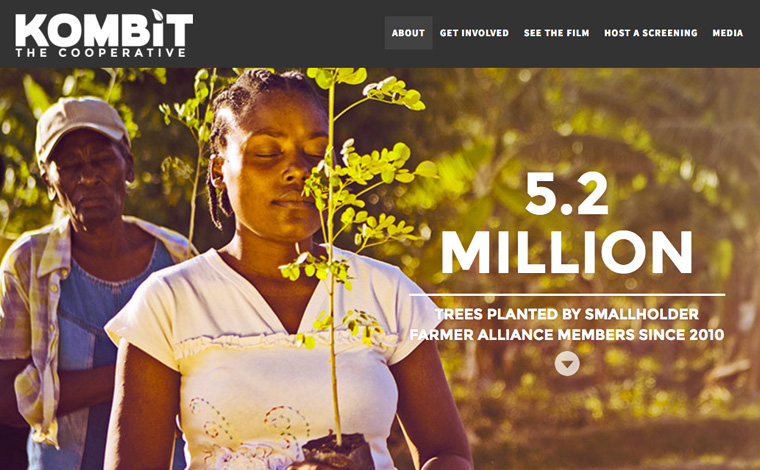 KOMBiT
THE COOPERATIVE
ABOUT GET INVOLVED SEE THE FILM HOST A SCREENING MEDIA
5.2
MILLION
TREES PLANTED BY SMALLHOLDER
FARMER ALLIANCE MEMBERS SINCE 2010